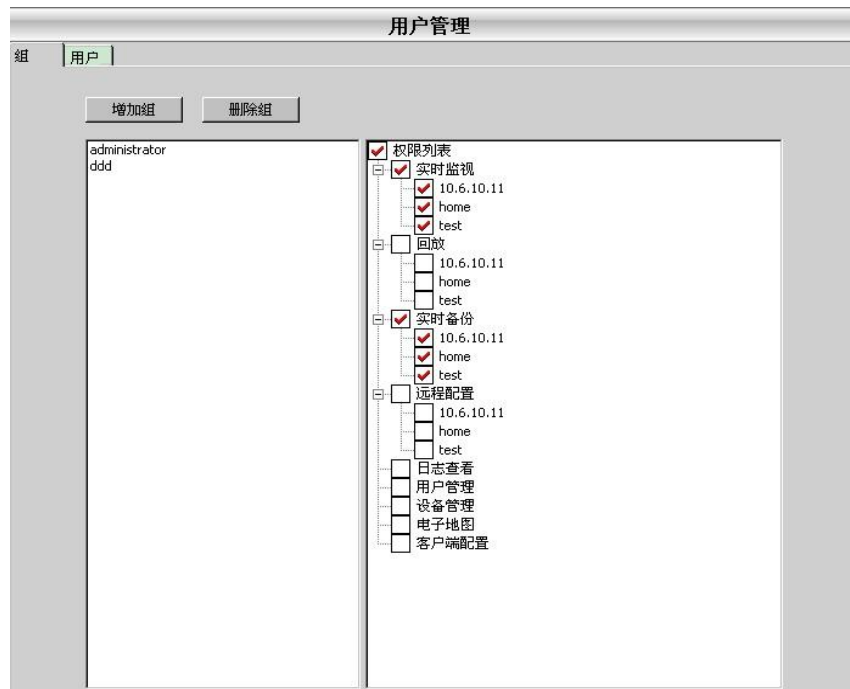 用户管理
组 用户
增加组 删除组
administrator
ddd
权限列表
实时监视
10.6.10.11
home
test
回放
10.6.10.11
home
test
实时备份
10.6.10.11
home
test
远程配置
10.6.10.11
home
test
日志查看
用户管理
设备管理
电子地图
客户端配置